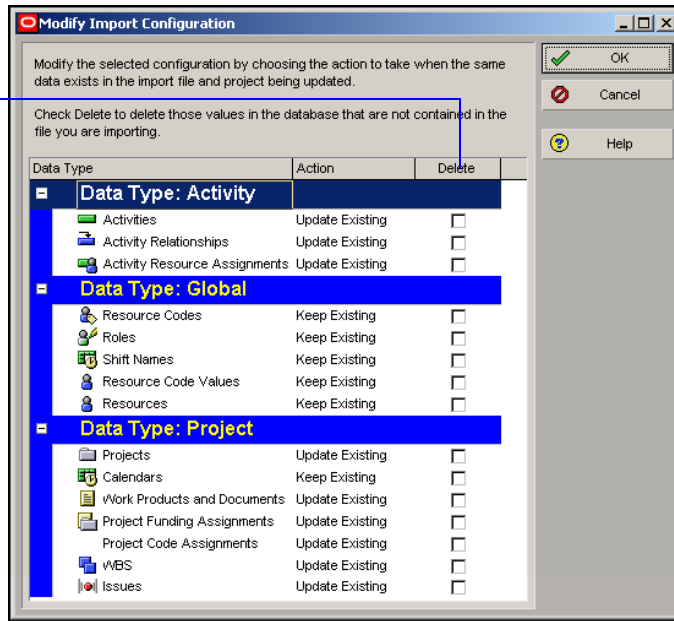 Modify Import Configuration
Modify the selected configuration by choosing the action to take when the same
data exists in the import file and project being updated.
Check Delete to delete those values in the database that are not contained in the
file you are importing.
OK
Cancel
Help
Data Type Action Delete
Data Type: Activity
Activities Update Existing
Activity Relationships Update Existing
Activity Resource Assignments Update Existing
Data Type: Global
Resource Codes Keep Existing
Roles Keep Existing
Shift Names Keep Existing
Resource Code Values Keep Existing
Resources Keep Existing
Data Type: Project
Projects Update Existing
Calendars Keep Existing
Work Products and Documents Update Existing
Project Funding Assignments Update Existing
Project Code Assignments Update Existing
WBS Update Existing
Issues Update Existing